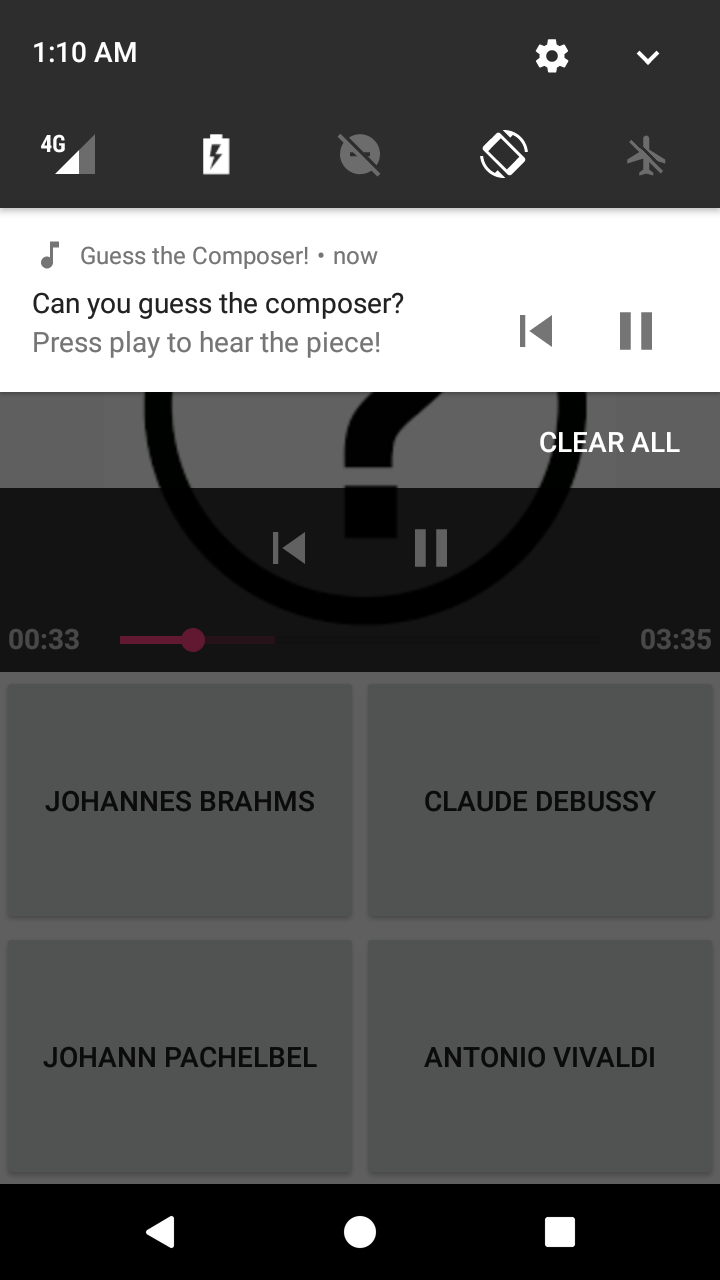 1:10 AM
4G
Guess the Composer! • now
Can you guess the composer?
Press play to hear the piece!
CLEAR ALL
?
00:33
03:35
JOHANNES BRAHMS
CLAUDE DEBUSSY
JOHANN PACHELBEL
ANTONIO VIVALDI